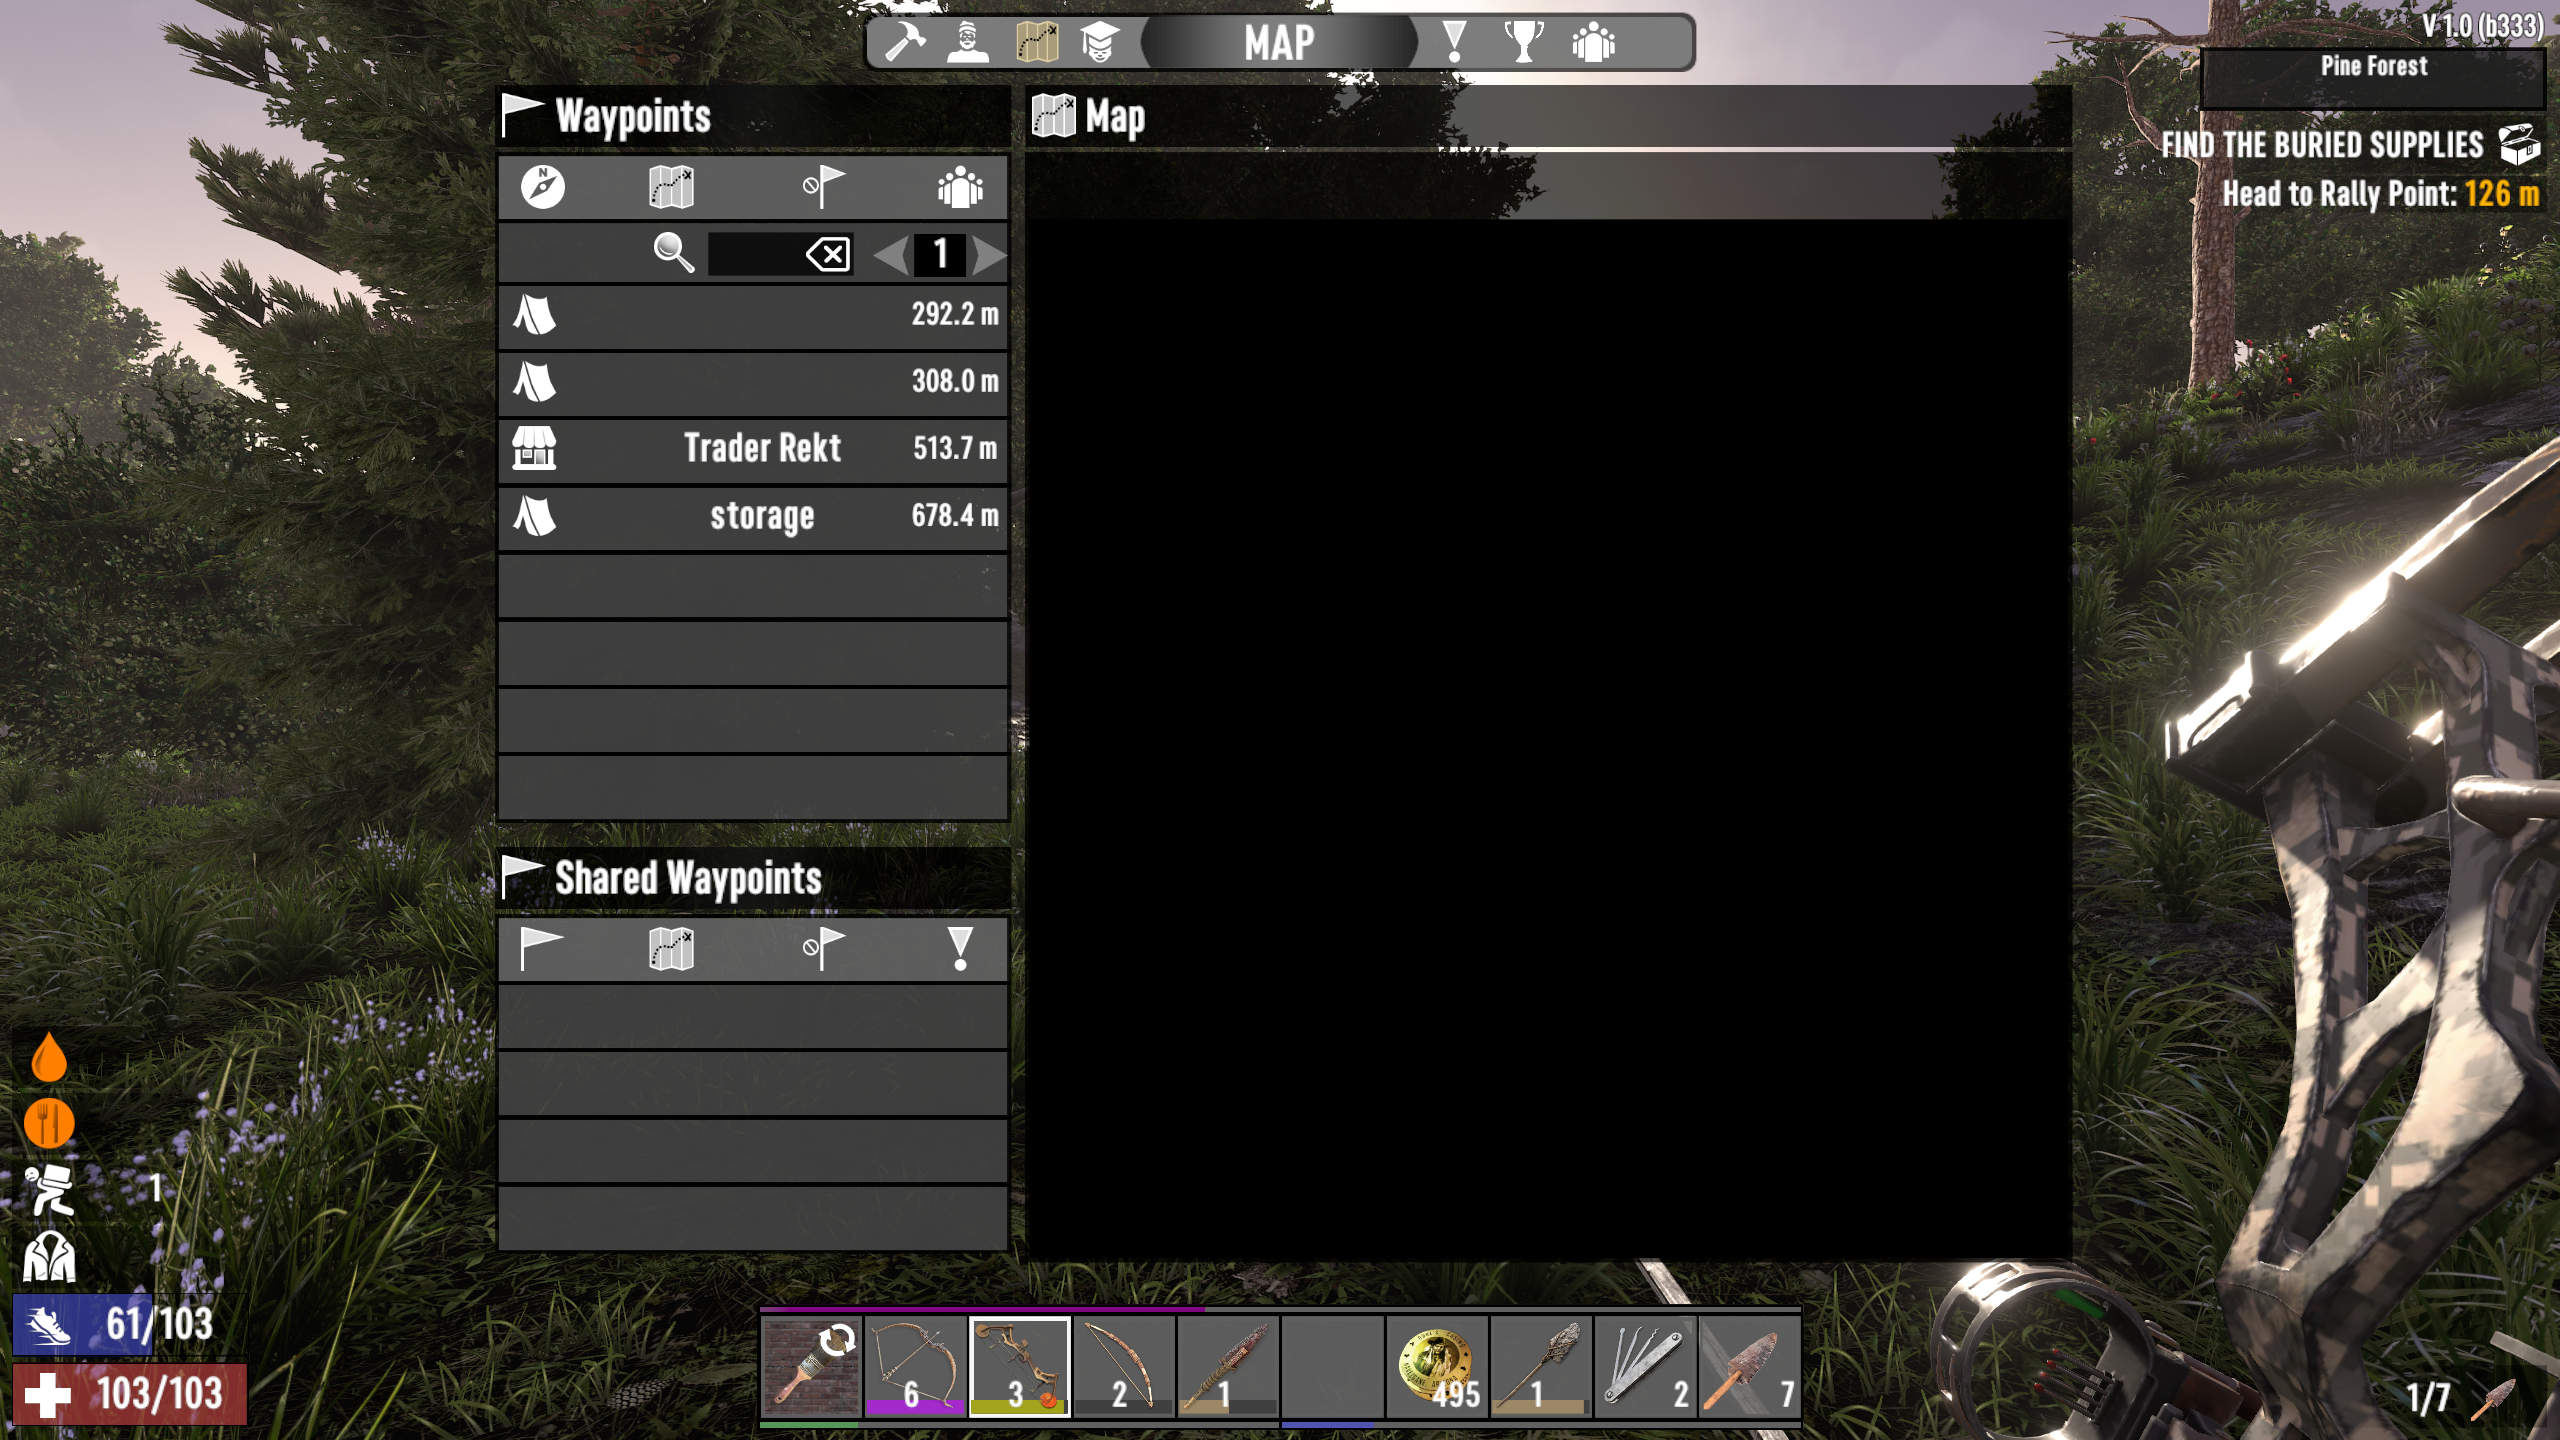 MAP
V 1.0 (b333)
Pine Forest
FIND THE BURIED SUPPLIES
Head to Rally Point: 126 m
Waypoints
Map
1
292.2 m
308.0 m
Trader Rekt 513.7 m
storage 678.4 m
Shared Waypoints
1
61/103
103/103
6
3
2
1
495
1
2
7
1/7